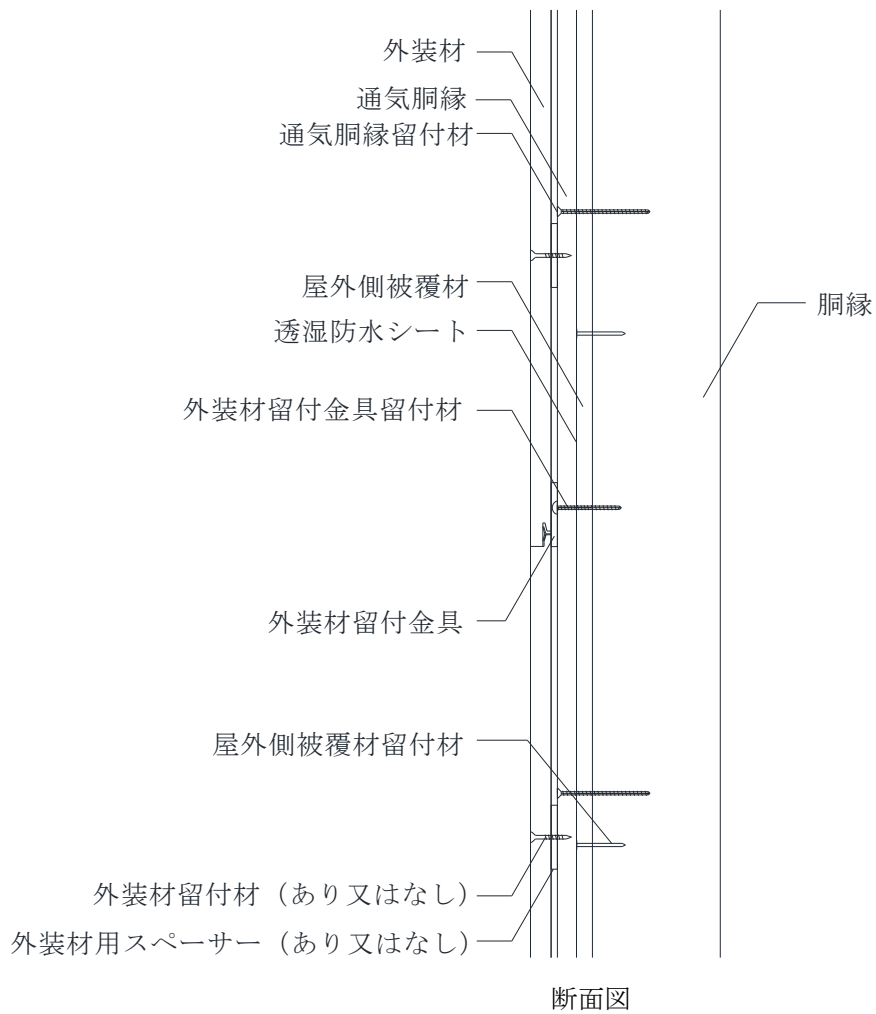 外装材
通気胴縁
通気胴縁留付材
屋外側被覆材
胴縁
透湿防水シート
外装材留付金具留付材
外装材留付金具
屋外側被覆材留付材
外装材留付材（あり又はなし）
外装材用スペーサー（あり又はなし）
断面図